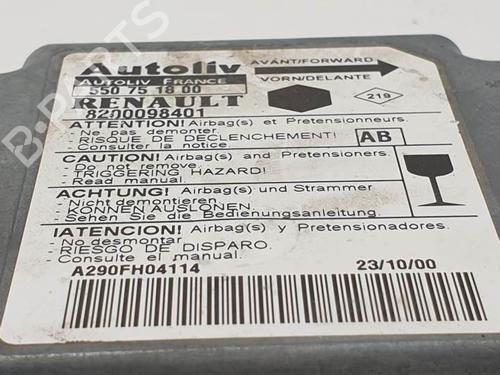 Autoliv
AUTOLIV FRANCE
550 75 18 00
RENAULT
8200098401
AVANT/FORWARD
VORN/DELANTE
219
ATTENTION! Airbag(s) et Pretensionneurs.
- Ne pas demonter.
- RISQUE DE DECLENCHEMENT!
- Consulter la notice
AB
CAUTION! Airbag(s) and Pretensioners.
- Do not remove.
- TRIGGERING HAZARD!
- Read manual.
ACHTUNG! Airbag(s) und Strammer
- Nicht demontieren.
- KONNEN AUSLONSEN.
- Sehen Sie die Bedienungsanleitung.
!ATENCION! Airbag(s) y Pretensionadores.
- No desmontar
- RIESGO DE DISPARO.
- Consulte el manual.
A290FH04114
23/10/00
B-PARTS